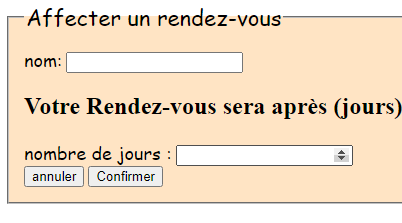 Affecter un rendez-vous
nom:
Votre Rendez-vous sera après (jours)
nombre de jours :
annuler Confirmer